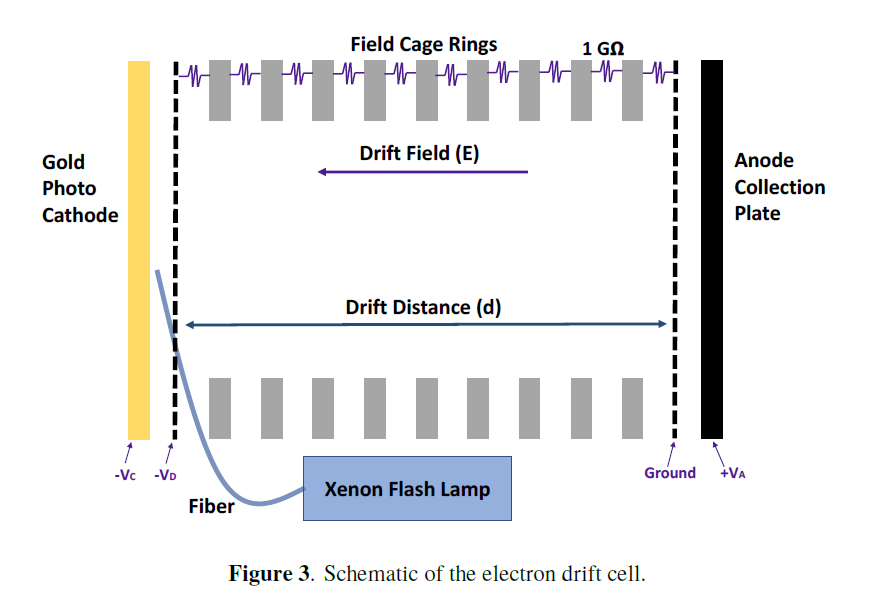 Field Cage Rings
1 GΩ
Drift Field (E)
Gold
Photo
Cathode
Anode
Collection
Plate
Drift Distance (d)
-VC
-VD
Ground
+VA
Fiber
Xenon Flash Lamp
Figure 3. Schematic of the electron drift cell.